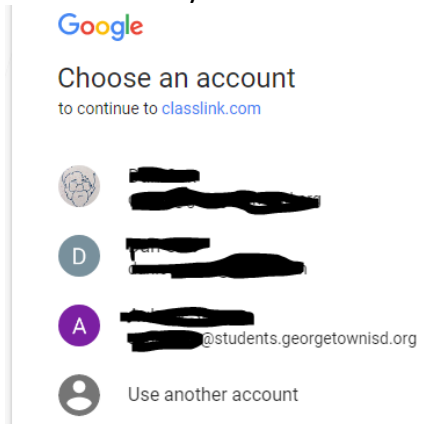 Google
Choose an account
to continue to classlink.com
D
A
@students.georgetownisd.org
Use another account